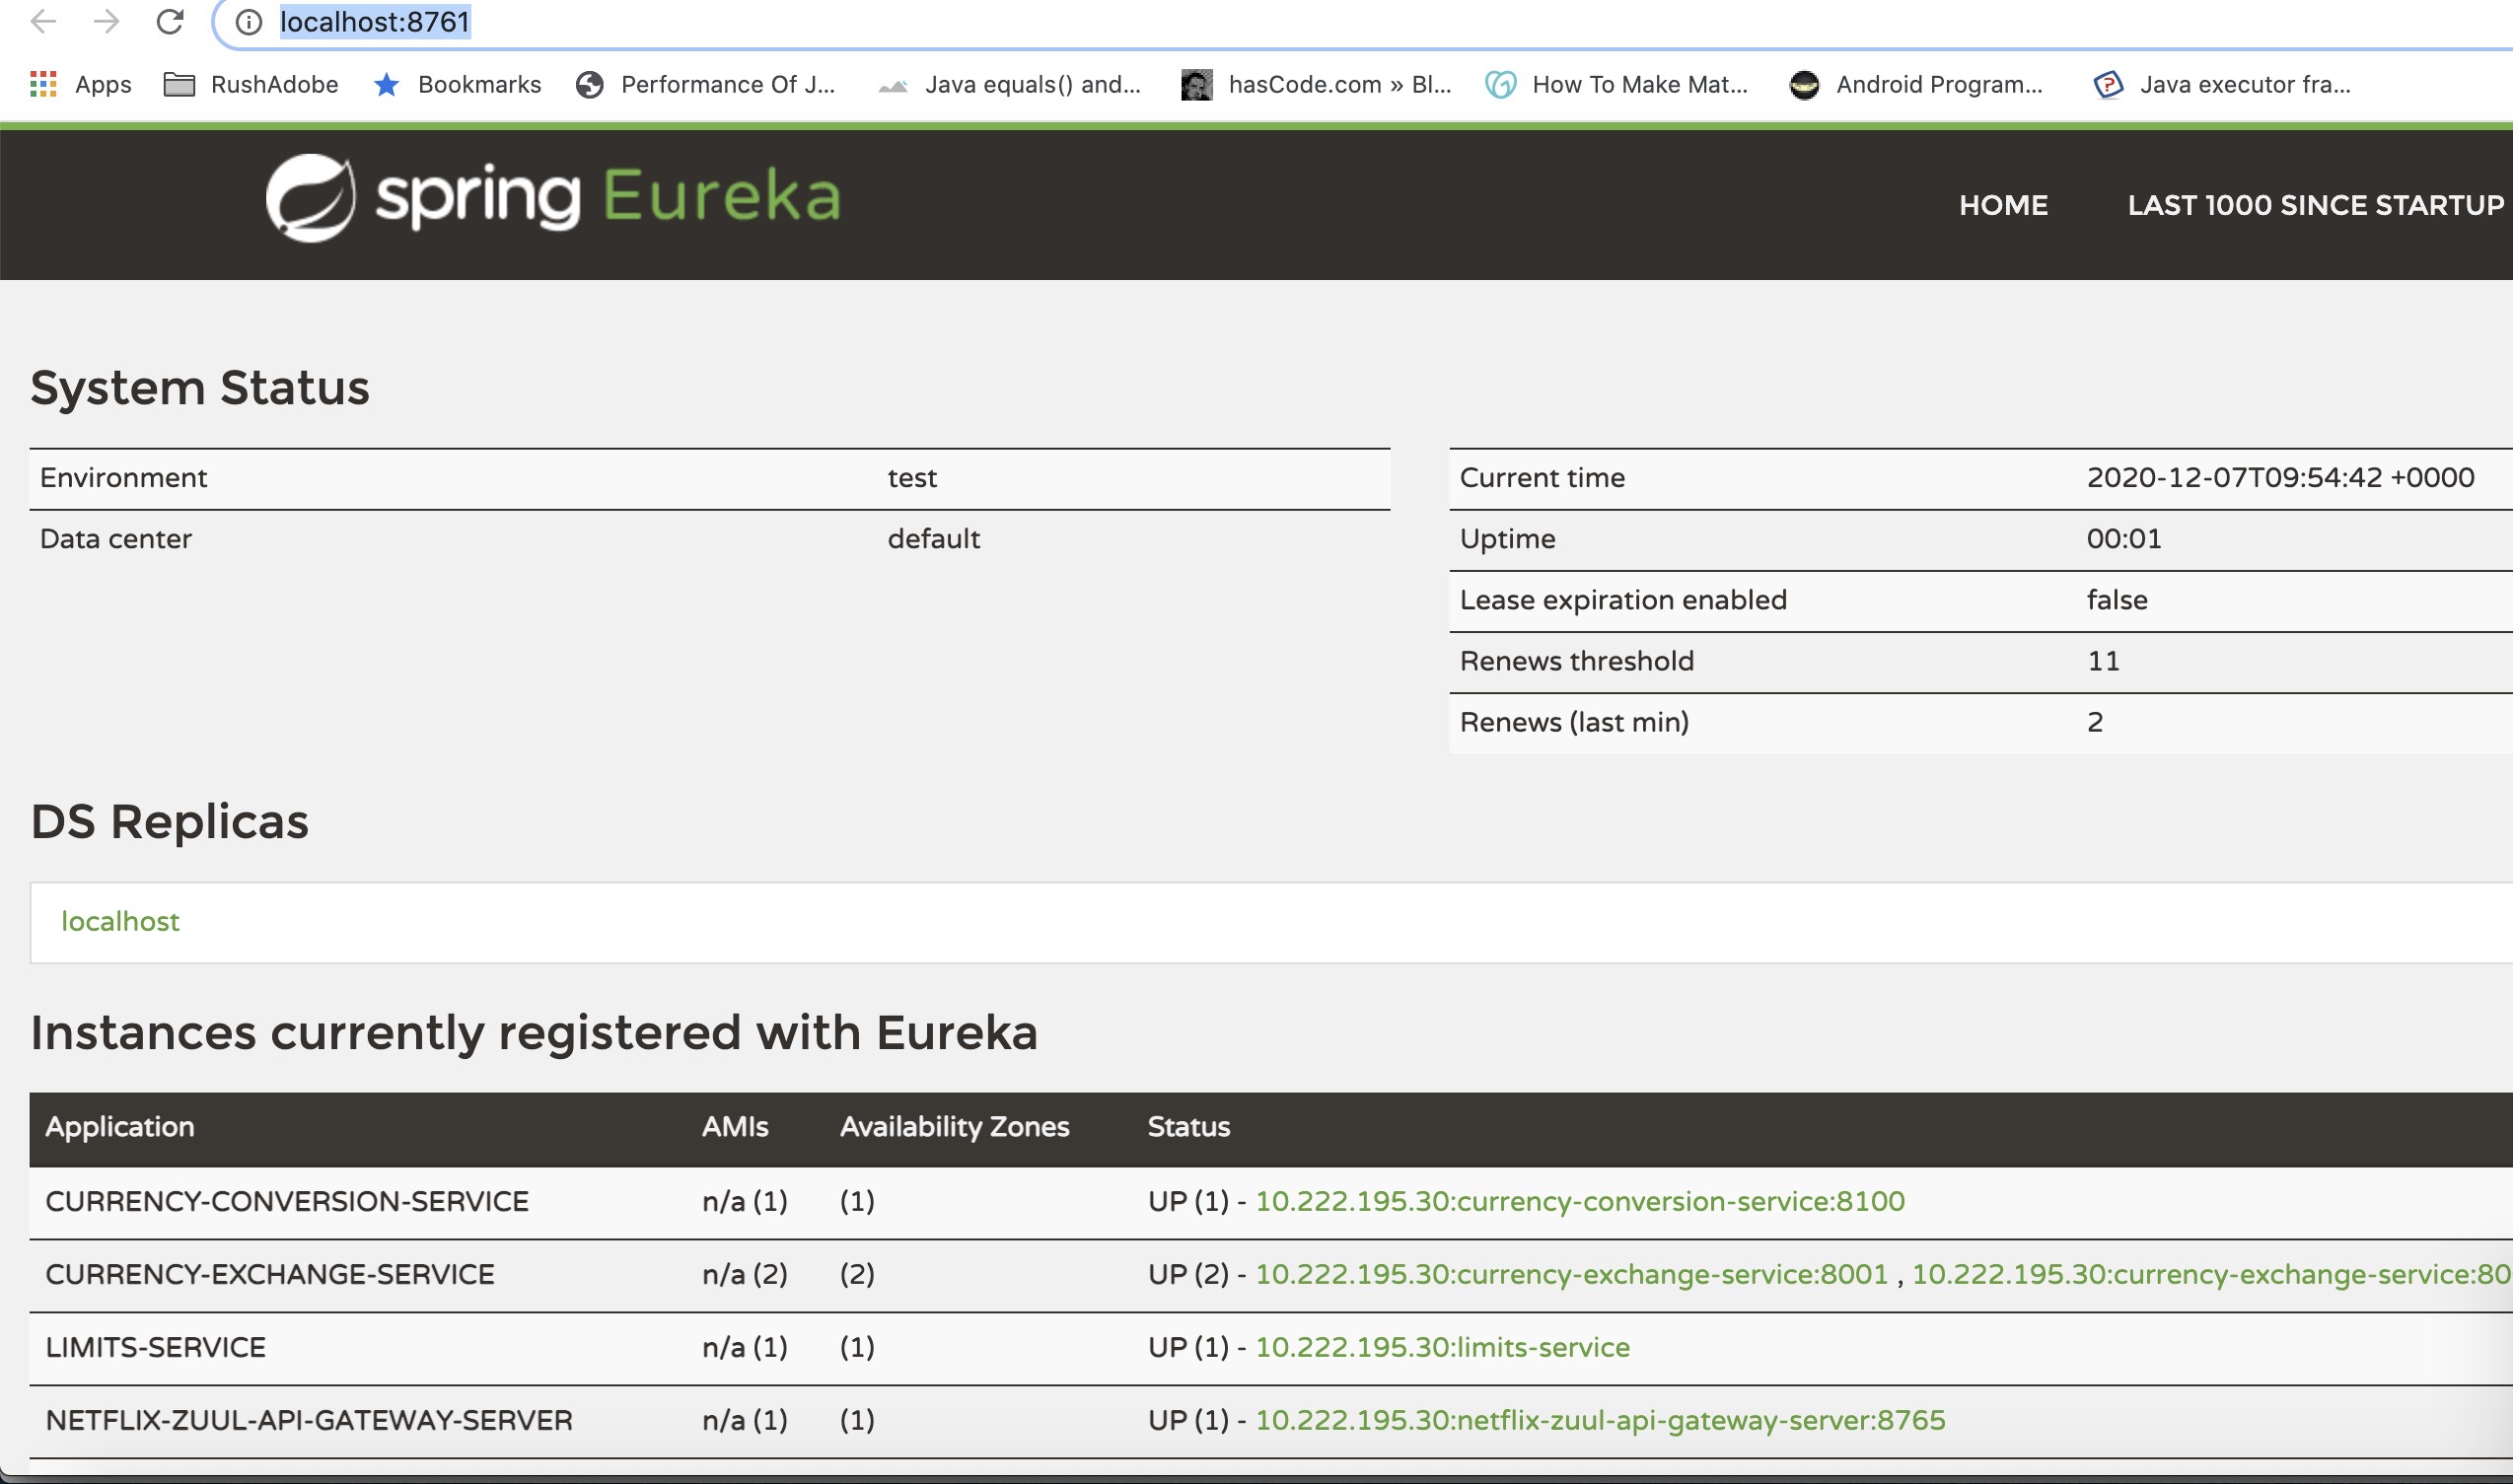 localhost:8761
Apps RushAdobe Bookmarks Performance Of J... Java equals() and... hasCode.com » Bl... How To Make Mat... Android Program... Java executor fra...
spring Eureka HOME LAST 1000 SINCE STARTUP
System Status
Environment test
Data center default
Current time 2020-12-07T09:54:42 +0000
Uptime 00:01
Lease expiration enabled false
Renews threshold 11
Renews (last min) 2
DS Replicas
localhost
Instances currently registered with Eureka
Application AMIs Availability Zones Status
CURRENCY-CONVERSION-SERVICE n/a (1) (1) UP (1) - 10.222.195.30:currency-conversion-service:8100
CURRENCY-EXCHANGE-SERVICE n/a (2) (2) UP (2) - 10.222.195.30:currency-exchange-service:8001 , 10.222.195.30:currency-exchange-service:80
LIMITS-SERVICE n/a (1) (1) UP (1) - 10.222.195.30:limits-service
NETFLIX-ZUUL-API-GATEWAY-SERVER n/a (1) (1) UP (1) - 10.222.195.30:netflix-zuul-api-gateway-server:8765